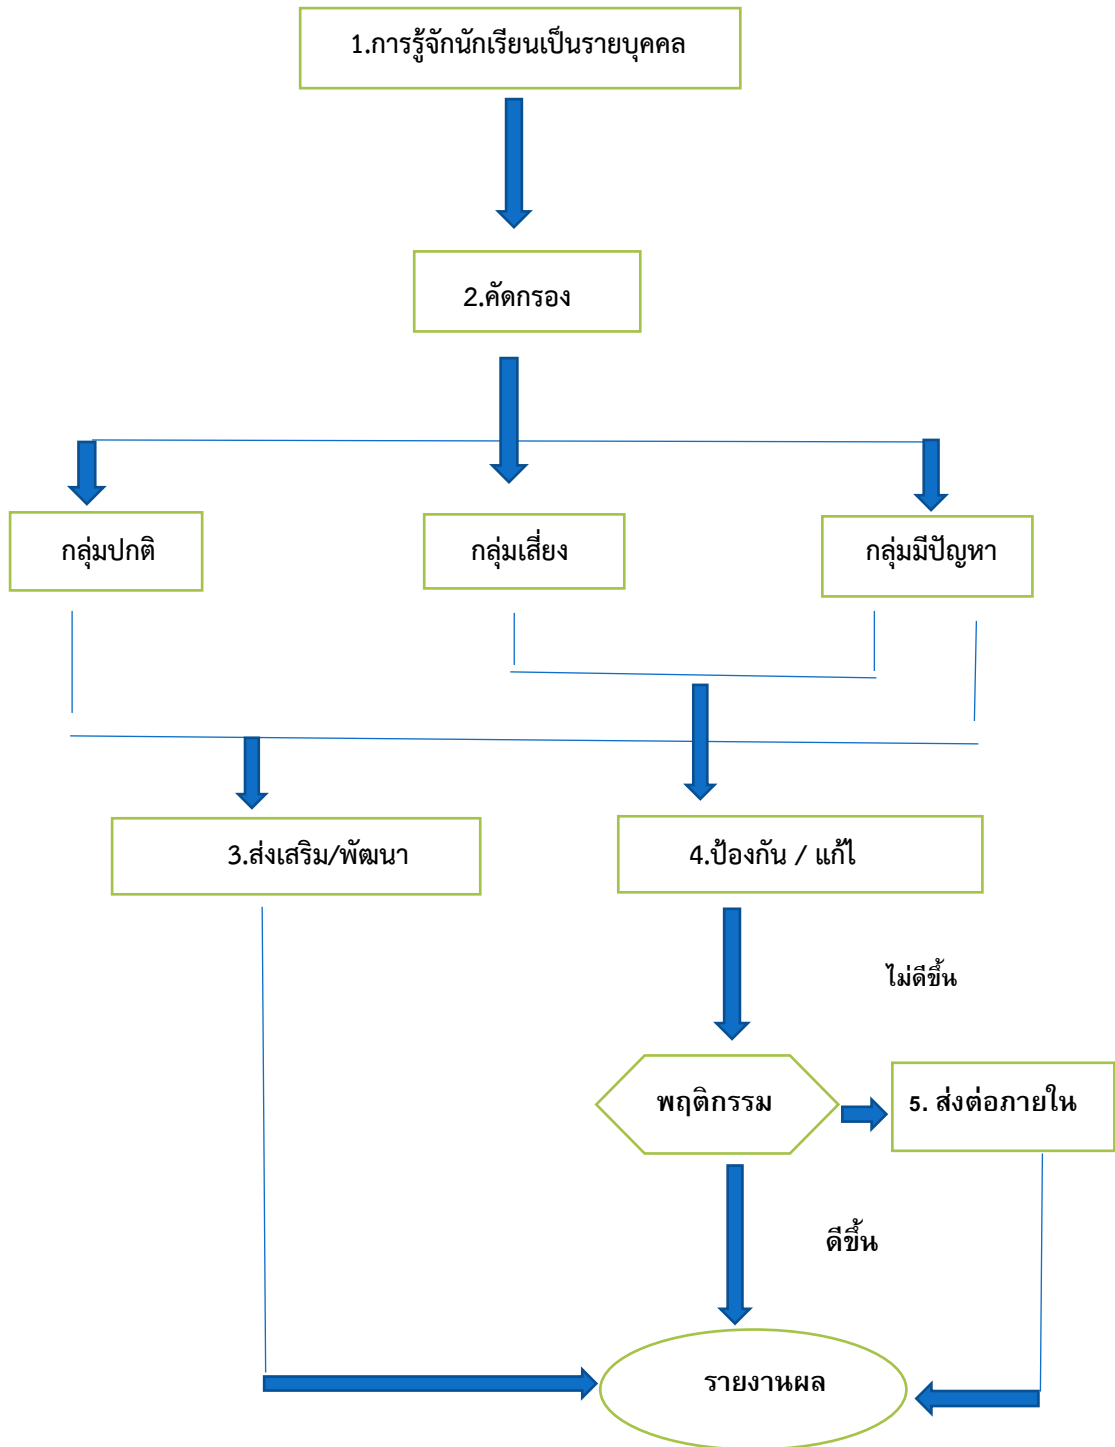 1.การรู้จักนักเรียนเป็นรายบุคคล
2.คัดกรอง
กลุ่มปกติ
กลุ่มเสี่ยง
กลุ่มมีปัญหา
3.ส่งเสริม/พัฒนา
4.ป้องกัน / แก้ไ
ไม่ดีขึ้น
พฤติกรรม
5. ส่งต่อภายใน
ดีขึ้น
รายงานผล